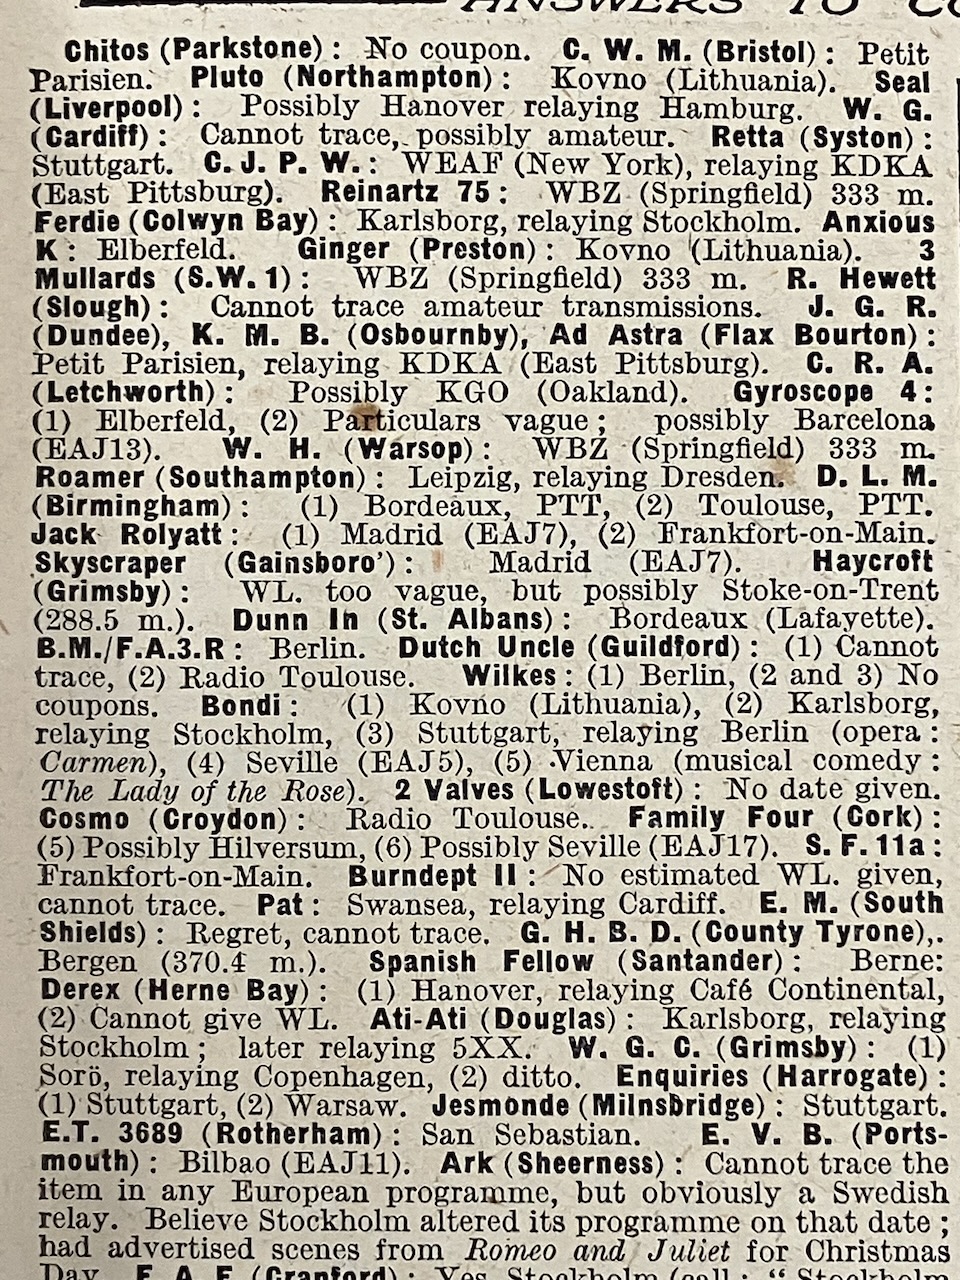 ANSWERS TO CO
Chitos (Parkstone) : No coupon. C. W. M. (Bristol) : Petit
Parisien. Pluto (Northampton) : Kovno (Lithuania). Seal
(Liverpool) : Possibly Hanover relaying Hamburg. W. G.
(Cardiff) : Cannot trace, possibly amateur. Retta (Syston) :
Stuttgart. C. J. P. W. : WEAF (New York), relaying KDKA
(East Pittsburg). Reinartz 75 : WBZ (Springfield) 333 m.
Ferdie (Colwyn Bay) : Karlsborg, relaying Stockholm. Anxious
K : Elberfeld. Ginger (Preston) : Kovno (Lithuania). 3
Mullards (S.W. 1) : WBZ (Springfield) 333 m. R. Hewett
(Slough) : Cannot trace amateur transmissions. J. G. R.
(Dundee), K. M. B. (Osbournby), Ad Astra (Flax Bourton) :
Petit Parisien, relaying KDKA (East Pittsburg). C. R. A.
(Letchworth) : Possibly KGO (Oakland). Gyroscope 4 :
(1) Elberfeld, (2) Particulars vague ; possibly Barcelona
(EAJ13). W. H. (Warsop) : WBZ (Springfield) 333 m.
Roamer (Southampton) : Leipzig, relaying Dresden. D. L. M.
(Birmingham) : (1) Bordeaux, PTT, (2) Toulouse, PTT.
Jack Rolyatt : (1) Madrid (EAJ7), (2) Frankfort-on-Main.
Skyscraper (Gainsboro') : Madrid (EAJ7). Haycroft
(Grimsby) : WL. too vague, but possibly Stoke-on-Trent
(288.5 m.). Dunn In (St. Albans) : Bordeaux (Lafayette).
B.M./F.A.3.R : Berlin. Dutch Uncle (Guildford) : (1) Cannot
trace, (2) Radio Toulouse. Wilkes : (1) Berlin, (2 and 3) No
coupons. Bondi : (1) Kovno (Lithuania), (2) Karlsborg,
relaying Stockholm, (3) Stuttgart, relaying Berlin (opera :
Carmen), (4) Seville (EAJ5), (5) Vienna (musical comedy :
The Lady of the Rose). 2 Valves (Lowestoft) : No date given.
Cosmo (Croydon) : Radio Toulouse. Family Four (Cork) :
(5) Possibly Hilversum, (6) Possibly Seville (EAJ17). S. F. 11a :
Frankfort-on-Main. Burndept II : No estimated WL. given,
cannot trace. Pat : Swansea, relaying Cardiff. E. M. (South
Shields) : Regret, cannot trace. G. H. B. D. (County Tyrone),.
Bergen (370.4 m.). Spanish Fellow (Santander) : Berne:
Derex (Herne Bay) : (1) Hanover, relaying Café Continental,
(2) Cannot give WL. Ati-Ati (Douglas) : Karlsborg, relaying
Stockholm ; later relaying 5XX. W. G. C. (Grimsby) : (1)
Sorö, relaying Copenhagen, (2) ditto. Enquiries (Harrogate) :
(1) Stuttgart, (2) Warsaw. Jesmonde (Milnsbridge) : Stuttgart.
E.T. 3689 (Rotherham) : San Sebastian. E. V. B. (Ports-
mouth) : Bilbao (EAJ11). Ark (Sheerness) : Cannot trace the
item in any European programme, but obviously a Swedish
relay. Believe Stockholm altered its programme on that date ;
had advertised scenes from Romeo and Juliet for Christmas
Day. F. A. F. (Cranford) : Yes, Stockholm (call : "Stockholm